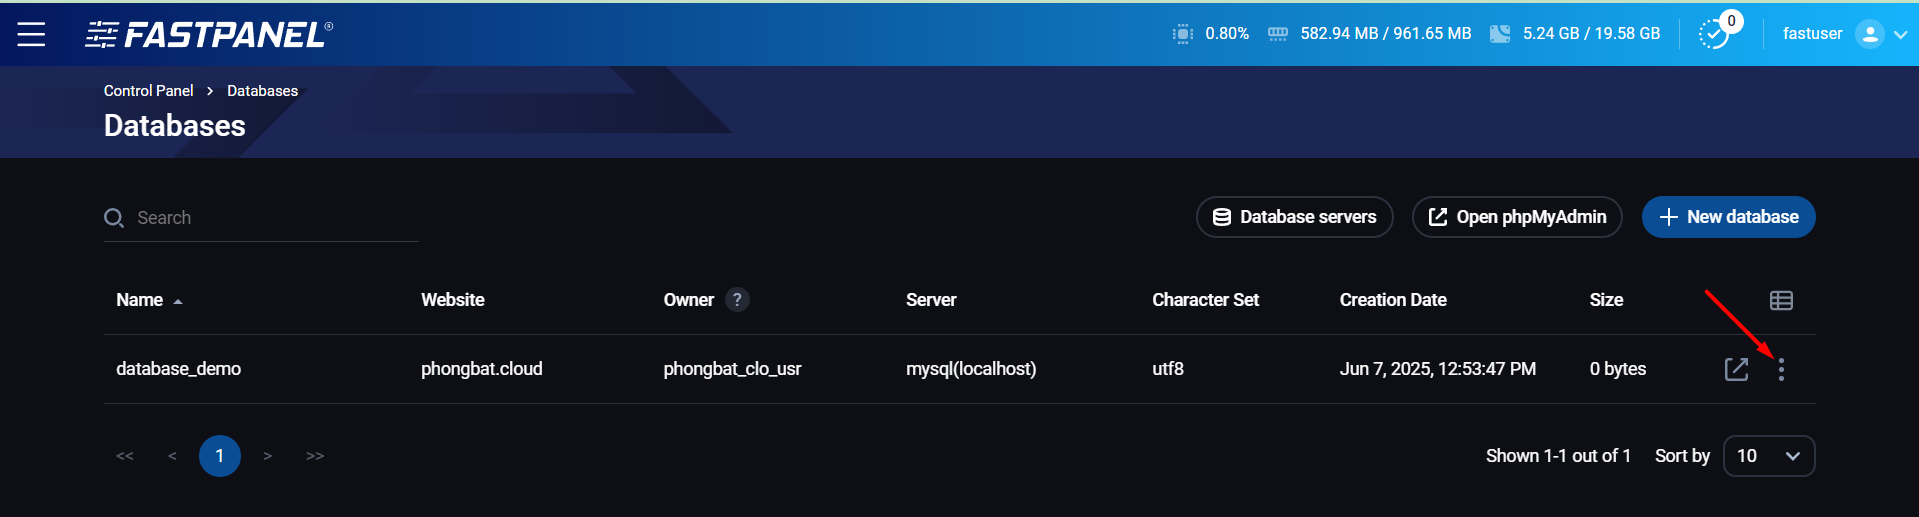 FASTPANEL®
0.80% 582.94 MB / 961.65 MB 5.24 GB / 19.58 GB 0 fastuser
Control Panel > Databases
Databases
Search
Database servers Open phpMyAdmin + New database
Name Website Owner ? Server Character Set Creation Date Size
database_demo phongbat.cloud phongbat_clo_usr mysql(localhost) utf8 Jun 7, 2025, 12:53:47 PM 0 bytes
<< < 1 > >> Shown 1-1 out of 1 Sort by 10